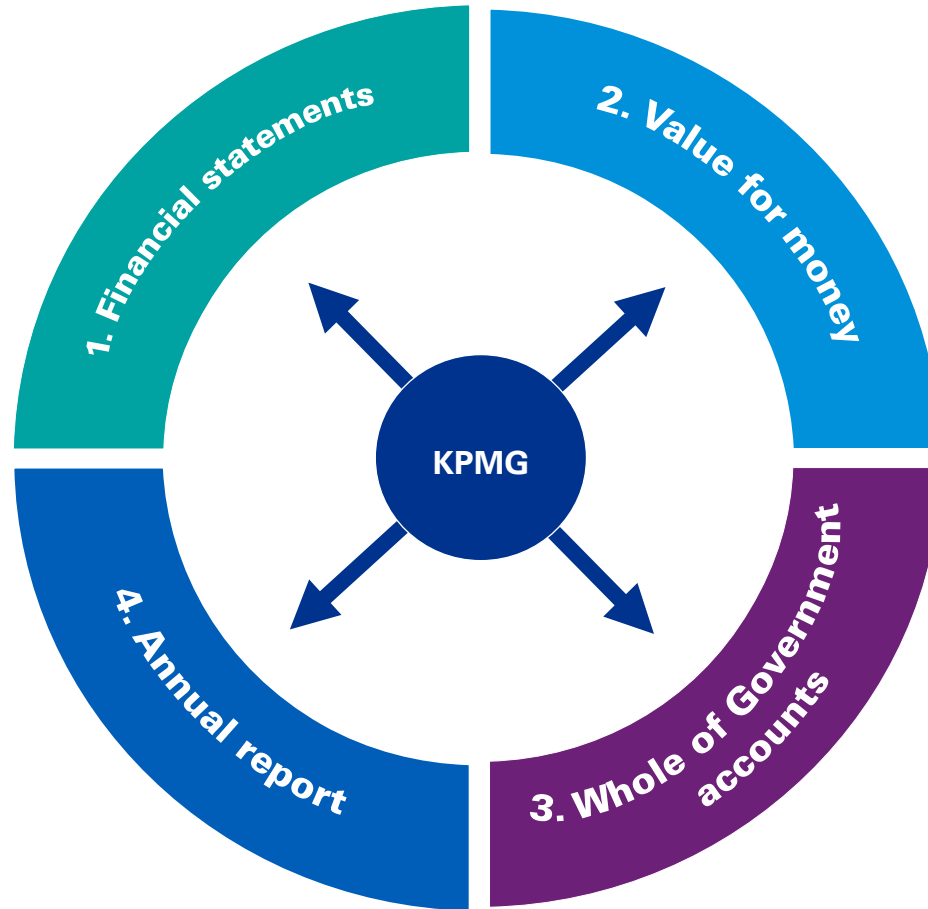 1. Financial statements
2. Value for money
KPMG
3. Whole of Government
accounts
4. Annual report